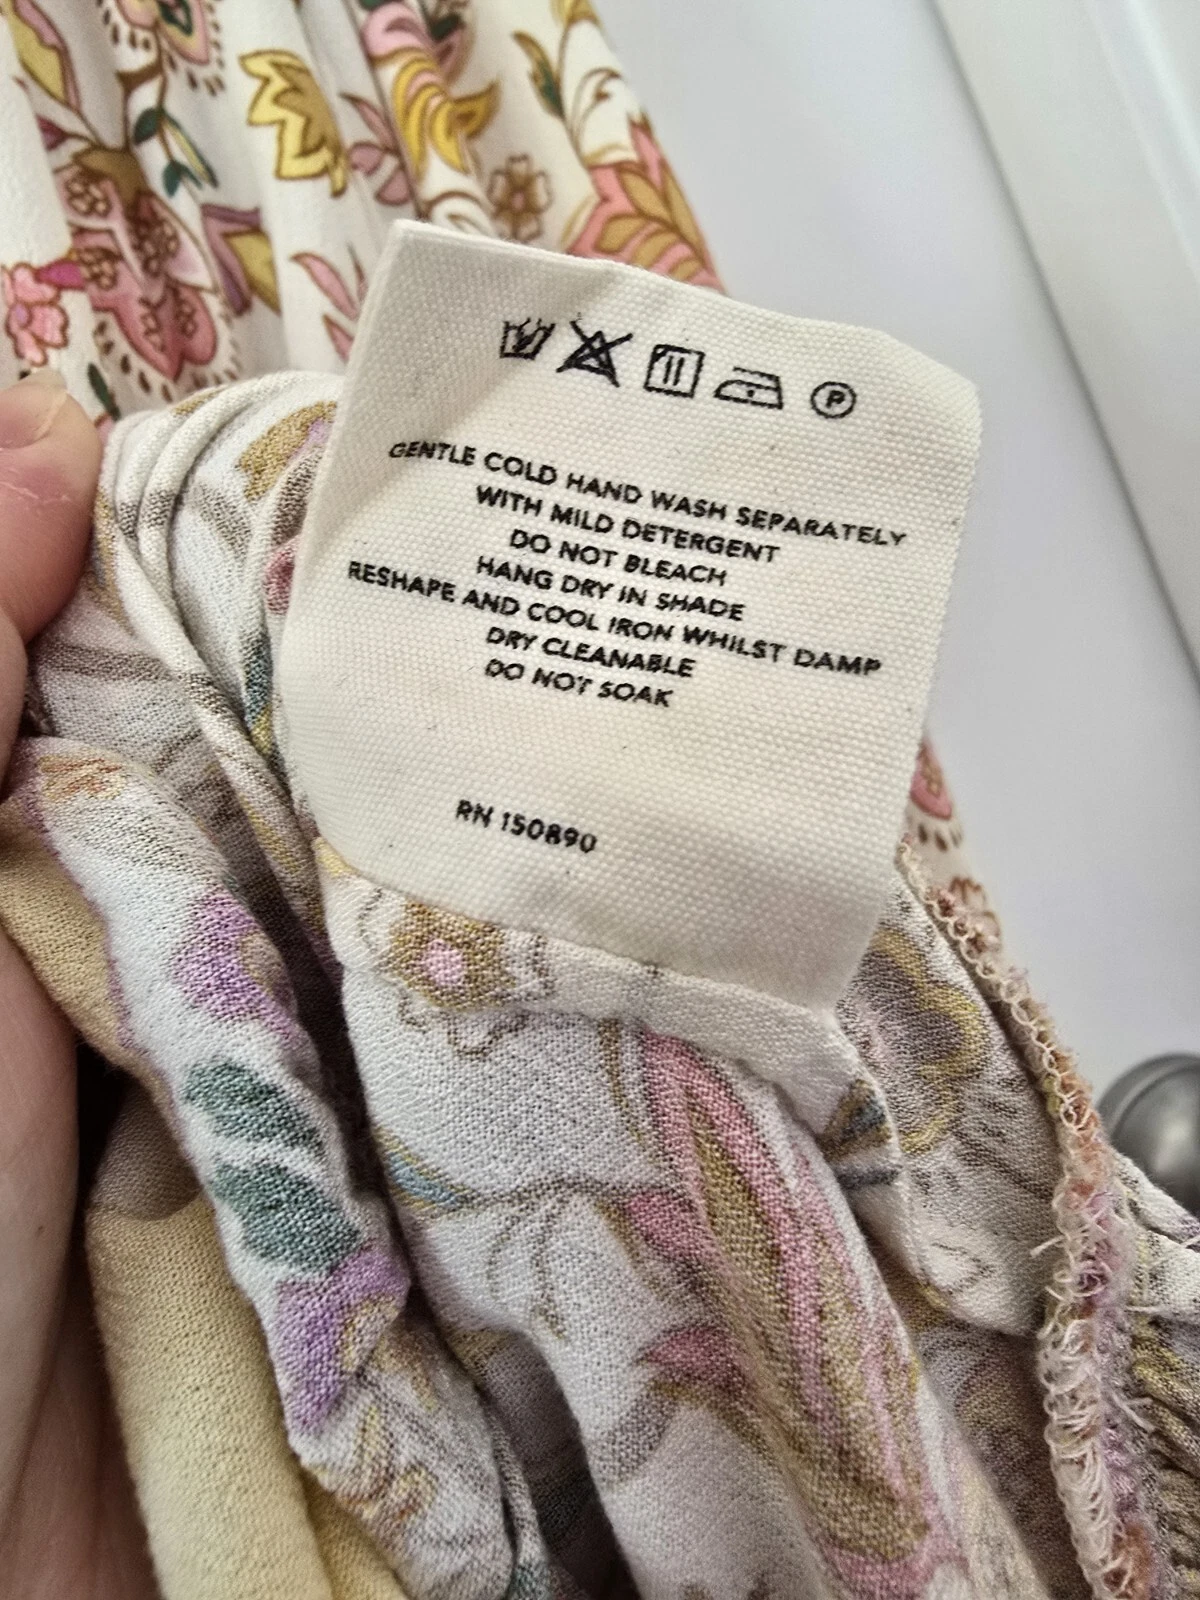 P
GENTLE COLD HAND WASH SEPARATELY
WITH MILD DETERGENT
DO NOT BLEACH
HANG DRY IN SHADE
RESHAPE AND COOL IRON WHILST DAMP
DRY CLEANABLE
DO NOT SOAK
RN 150890